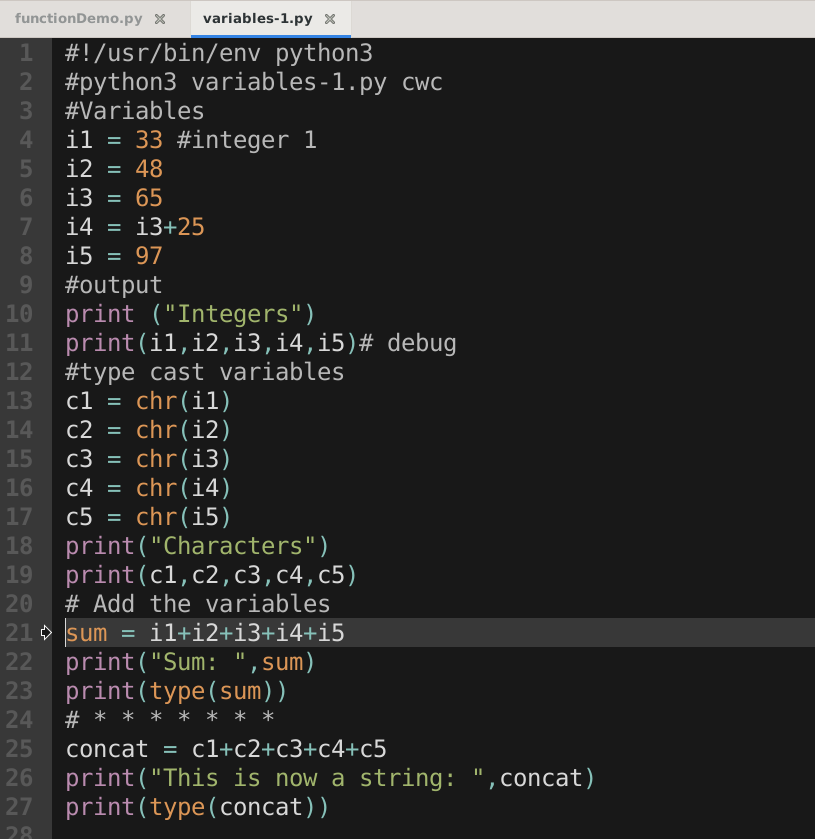 functionDemo.py × variables-1.py ×
1 #!/usr/bin/env python3
2 #python3 variables-1.py cwc
3 #Variables
4 i1 = 33 #integer 1
5 i2 = 48
6 i3 = 65
7 i4 = i3+25
8 i5 = 97
9 #output
10 print ("Integers")
11 print(i1,i2,i3,i4,i5)# debug
12 #type cast variables
13 c1 = chr(i1)
14 c2 = chr(i2)
15 c3 = chr(i3)
16 c4 = chr(i4)
17 c5 = chr(i5)
18 print("Characters")
19 print(c1,c2,c3,c4,c5)
20 # Add the variables
21 sum = i1+i2+i3+i4+i5
22 print("Sum: ",sum)
23 print(type(sum))
24 # * * * * * * *
25 concat = c1+c2+c3+c4+c5
26 print("This is now a string: ",concat)
27 print(type(concat))
28